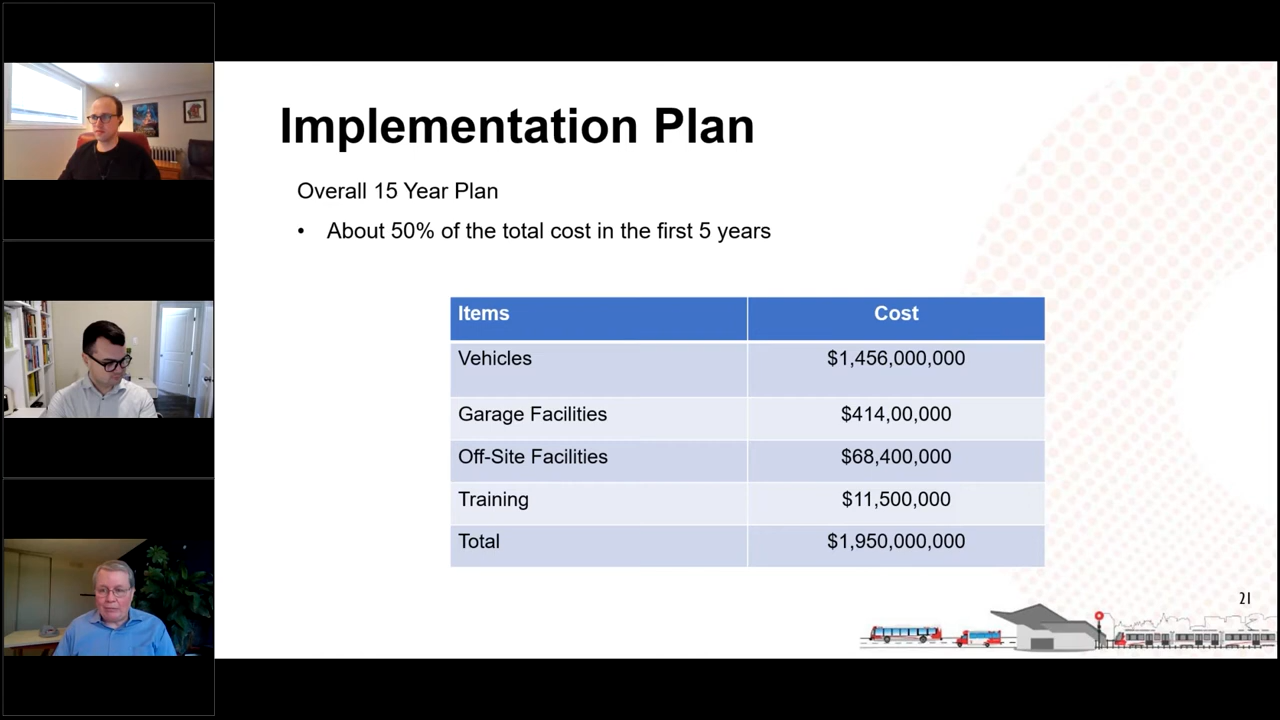 Implementation Plan
Overall 15 Year Plan
• About 50% of the total cost in the first 5 years
Items Cost
Vehicles $1,456,000,000
Garage Facilities $414,00,000
Off-Site Facilities $68,400,000
Training $11,500,000
Total $1,950,000,000
21